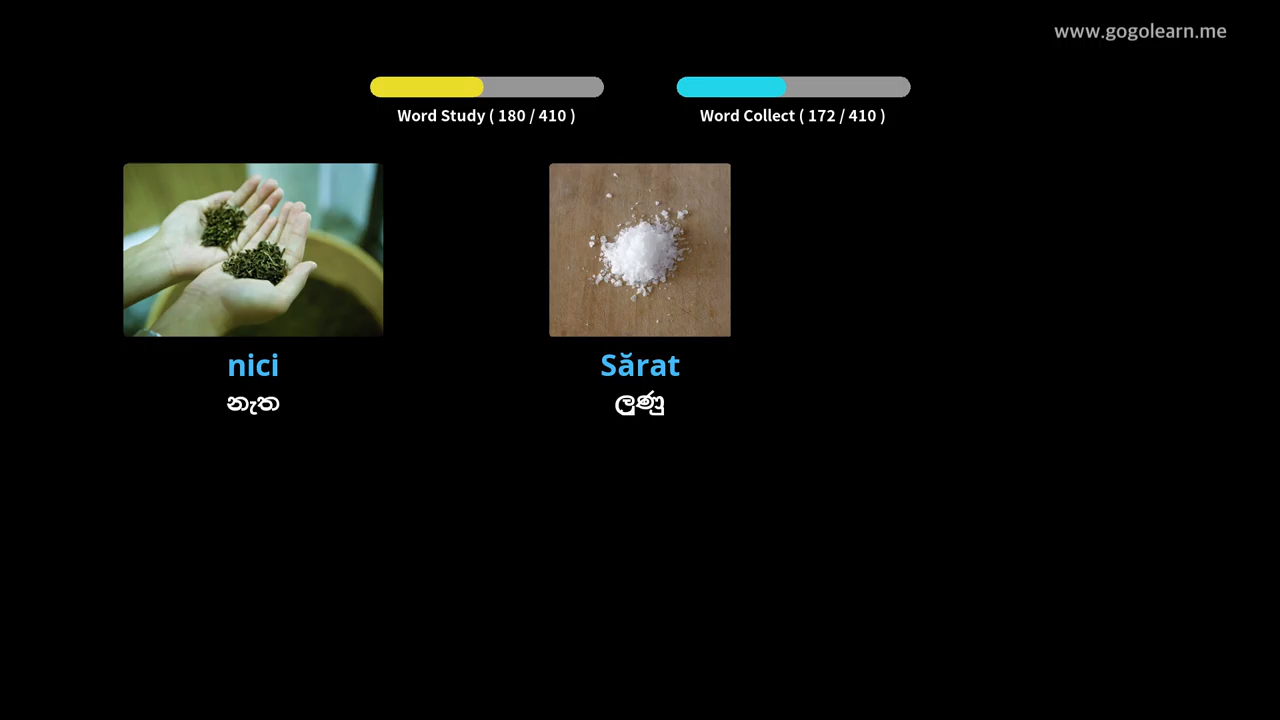 www.gogolearn.me
Word Study ( 180 / 410 )
Word Collect ( 172 / 410 )
nici
නැත
Sărat
ලුණු